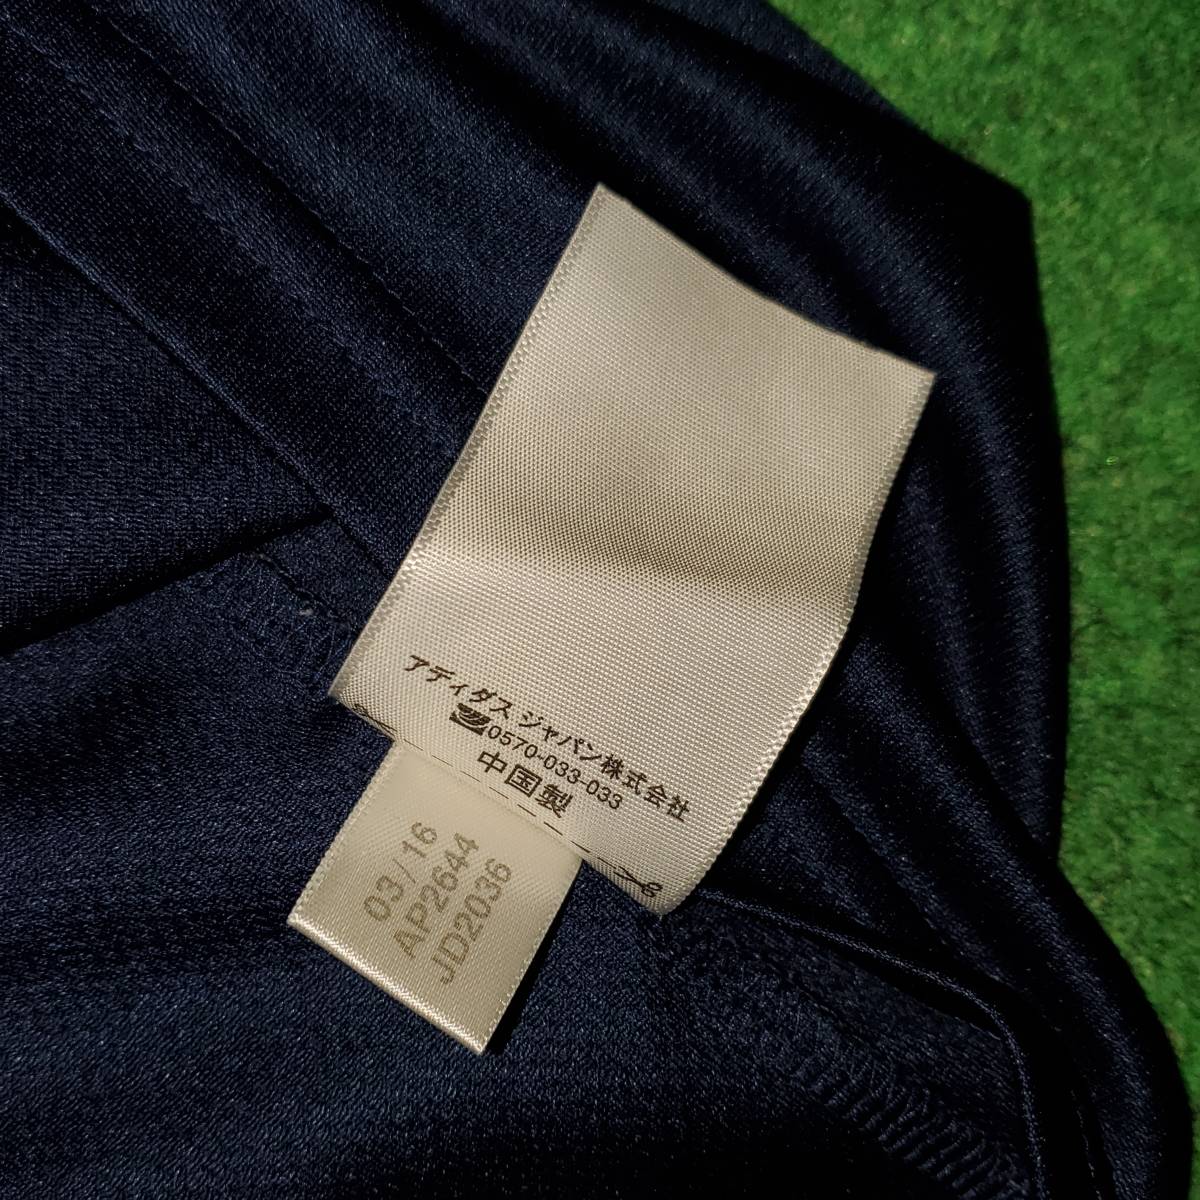 アディダス ジャパン株式会社
0570-033-033
中国製
03/16
AP2644
JD2036